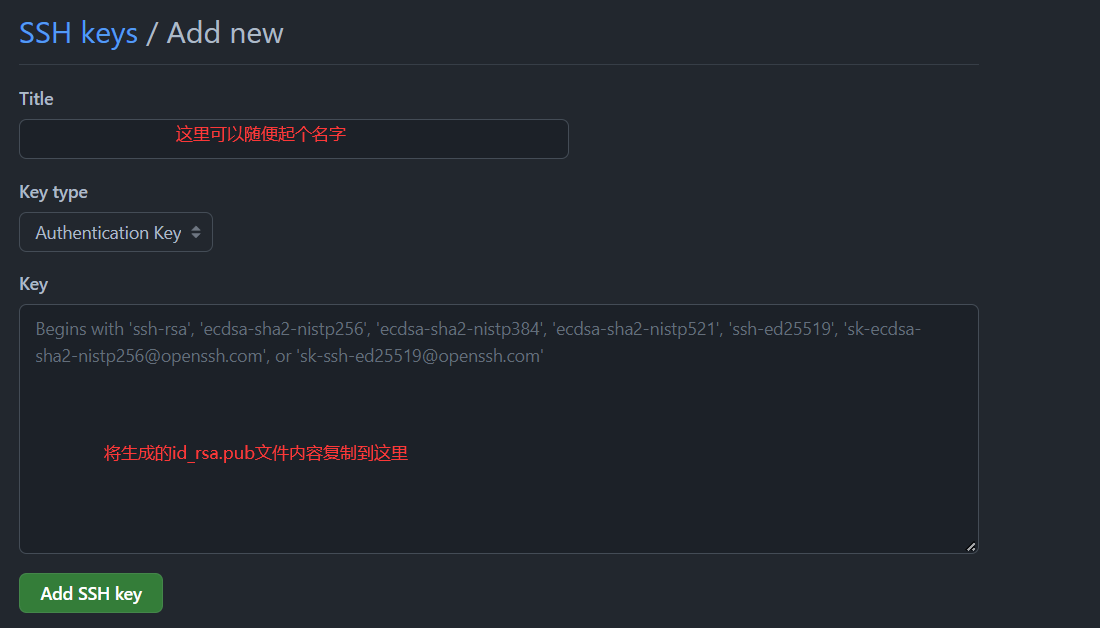 SSH keys / Add new
Title
这里可以随便起个名字
Key type
Authentication Key
Key
Begins with 'ssh-rsa', 'ecdsa-sha2-nistp256', 'ecdsa-sha2-nistp384', 'ecdsa-sha2-nistp521', 'ssh-ed25519', 'sk-ecdsa-
sha2-nistp256@openssh.com', or 'sk-ssh-ed25519@openssh.com'
将生成的id_rsa.pub文件内容复制到这里
Add SSH key